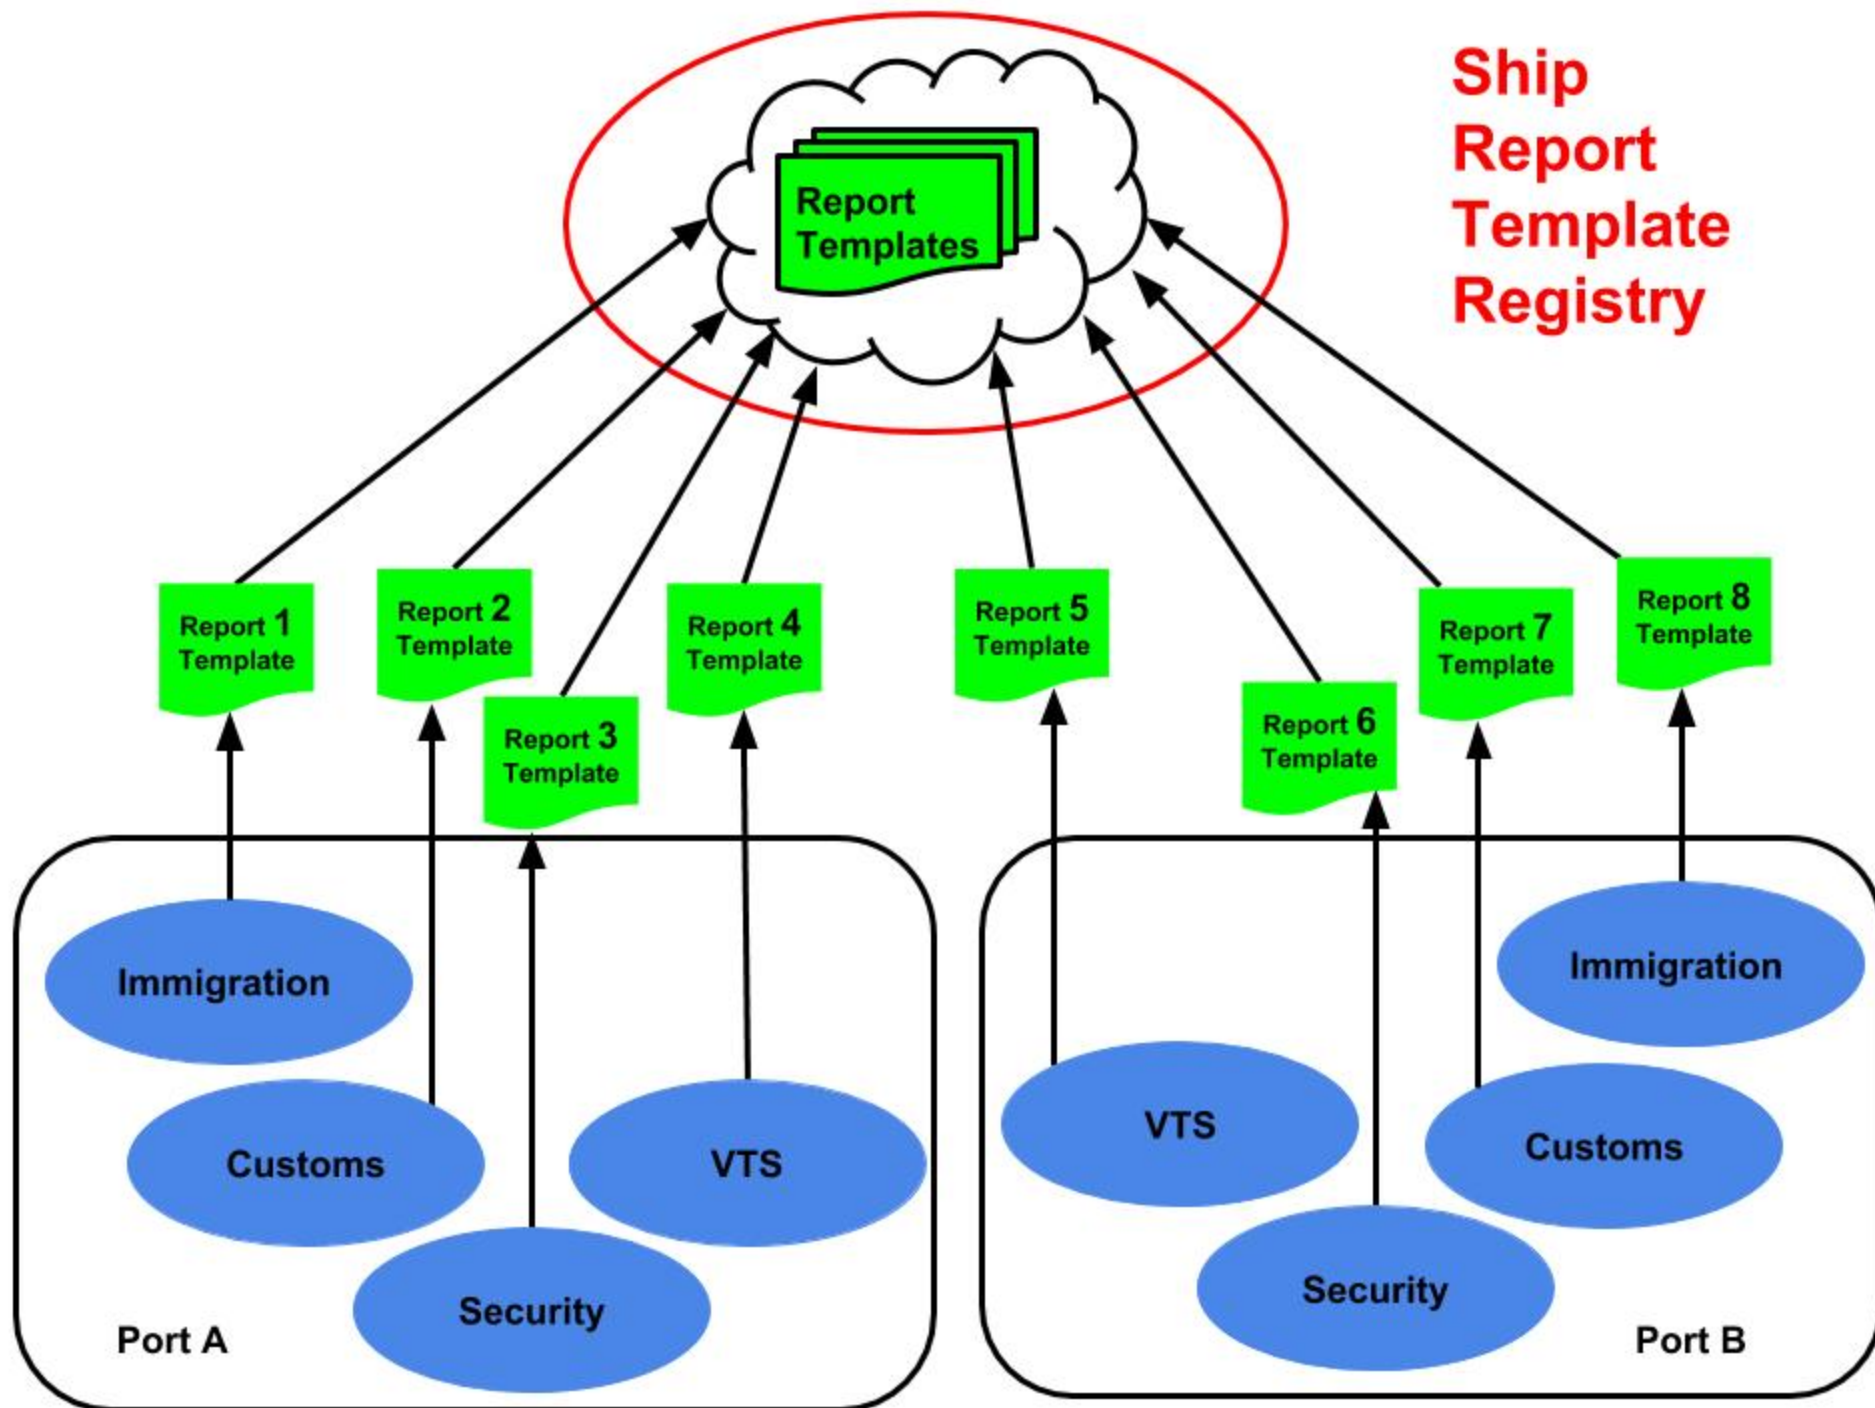 Ship
Report
Template
Registry
Report
Templates
Report 1
Template
Report 2
Template
Report 3
Template
Report 4
Template
Report 5
Template
Report 6
Template
Report 7
Template
Report 8
Template
Immigration
Customs
Security
VTS
Port A
VTS
Security
Customs
Immigration
Port B